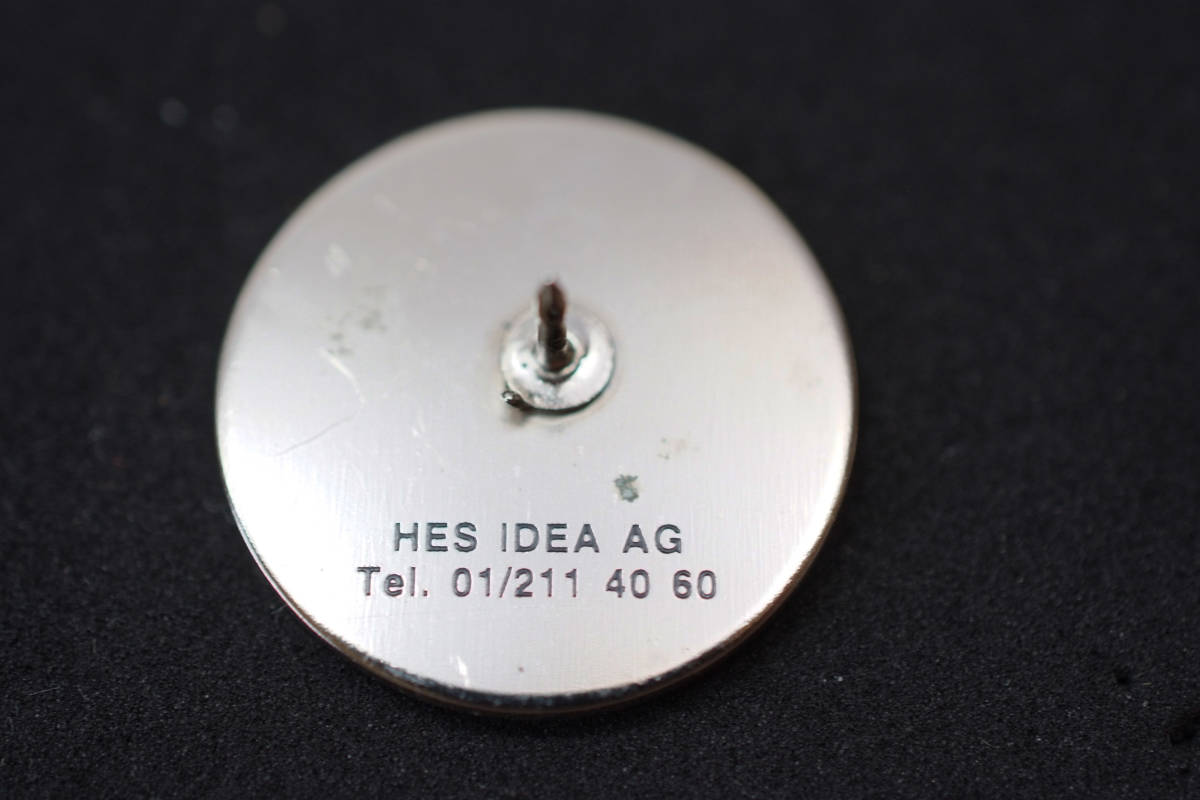 HES IDEA AG
Tel. 01/211 40 60